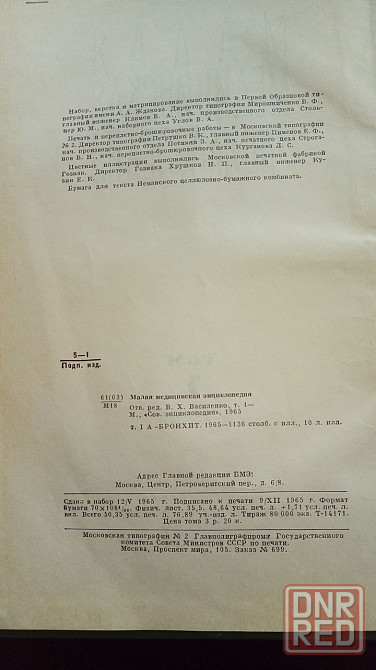 Набор, верстка и матрицирование выполнялись в Первой Образцовой ти-
пографии имени А. А. Жданова. Директор типографии Мирошниченко В. Ф.,
главный инженер Климов В. А., нач. производственного отдела Столь-
нер Ю. М., нач. наборного цеха Углов В. А.
Печать и переплетно-брошюровочные работы — в Московской типографии
№ 2. Директор типографии Петрушко В. К., главный инженер Пименов Е. Ф.,
нач. производственного отдела Потапкин З. А., нач. печатного цеха Строга-
нов В. Н., нач. переплетно-брошюровочного цеха Курганова Л. С.
Цветные иллюстрации выполнялись Московской печатной фабрикой
Гознак. Директор Гознака Хрушков Н. П., главный инженер Ку-
вин Е. К.
Бумага для текста Неманского целлюлозно-бумажного комбината.
5—1
Подп. изд.
61(03) Малая медицинская энциклопедия
М18 Отв. ред. В. Х. Василенко, т. 1—
М., «Сов. энциклопедия», 1965
т. 1 А -БРОНХИТ. 1965—1136 столб. с илл., 10 л. илл.
Адрес Главной редакции БМЭ:
Москва, Центр, Петроверигский пер., д. 6/8.
Сдано в набор 12/V 1965 г. Подписано к печати 9/XII 1965 г. Формат
бумаги 70×108 1/16. Физич. лист. 35,5. 48,64 усл. печ. л. +1,71 усл. печ. л.
вкл. Всего 50,35 усл. печ. л. 76,89 уч.-изд. л. Тираж 80 000 экз. Т-14171.
Цена тома 3 р. 20 к.
Московская типография № 2 Главполиграфпрома Государственного
комитета Совета Министров СССР по печати.
Москва, Проспект мира, 105. Заказ № 699.
DNR
RED